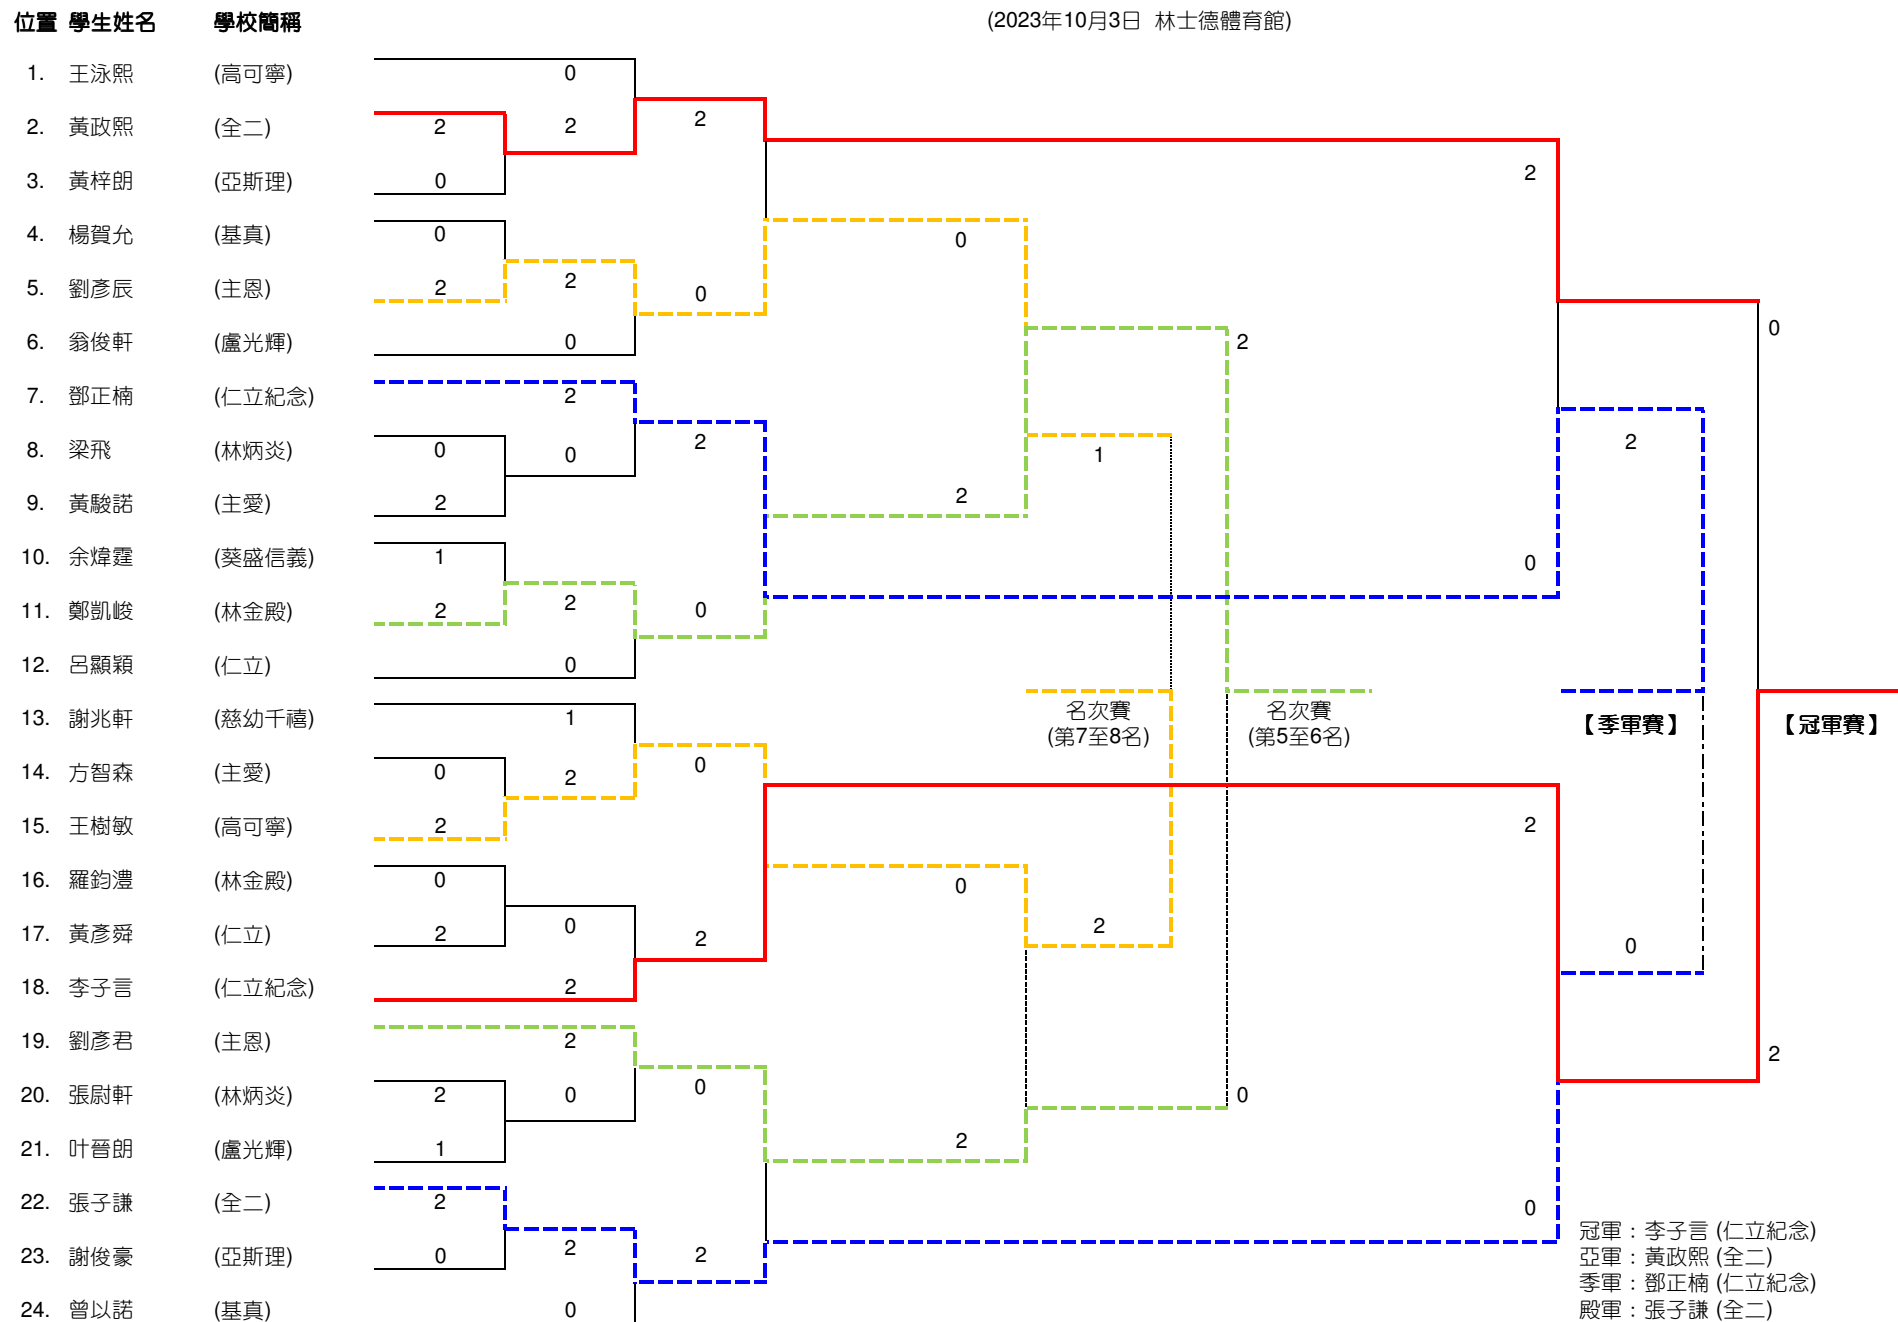 位置 學生姓名 學校簡稱 (2023年10月3日 林士德體育館)
1. 王泳熙 (高可寧) 0
2. 黃政熙 (全二) 2 2 2
2
3. 黃梓朗 (亞斯理) 0
4. 楊賀允 (基真) 0 0
5. 劉彥辰 (主恩) 2 2 0
6. 翁俊軒 (盧光輝) 0 2 0
7. 鄧正楠 (仁立紀念) 2
8. 梁飛 (林炳炎) 0 0 2 1 2
9. 黃駿諾 (主愛) 2 2
10. 余煒霆 (葵盛信義) 1 0
11. 鄭凱峻 (林金殿) 2 2 0
12. 呂顯穎 (仁立) 0
13. 謝兆軒 (慈幼千禧) 1 名次賽 名次賽 【季軍賽】 【冠軍賽】
(第7至8名) (第5至6名)
14. 方智森 (主愛) 0 2 0
15. 王樹敏 (高可寧) 2 2
16. 羅鈞澧 (林金殿) 0 0
17. 黃彥舜 (仁立) 2 0 2 2 0
18. 李子言 (仁立紀念) 2
19. 劉彥君 (主恩) 2 2
20. 張尉軒 (林炳炎) 2 0 0 0
21. 叶晉朗 (盧光輝) 1 2
22. 張子謙 (全二) 2 0
冠軍：李子言 (仁立紀念)
23. 謝俊豪 (亞斯理) 0 2 2 亞軍：黃政熙 (全二)
季軍：鄧正楠 (仁立紀念)
24. 曾以諾 (基真) 0 殿軍：張子謙 (全二)